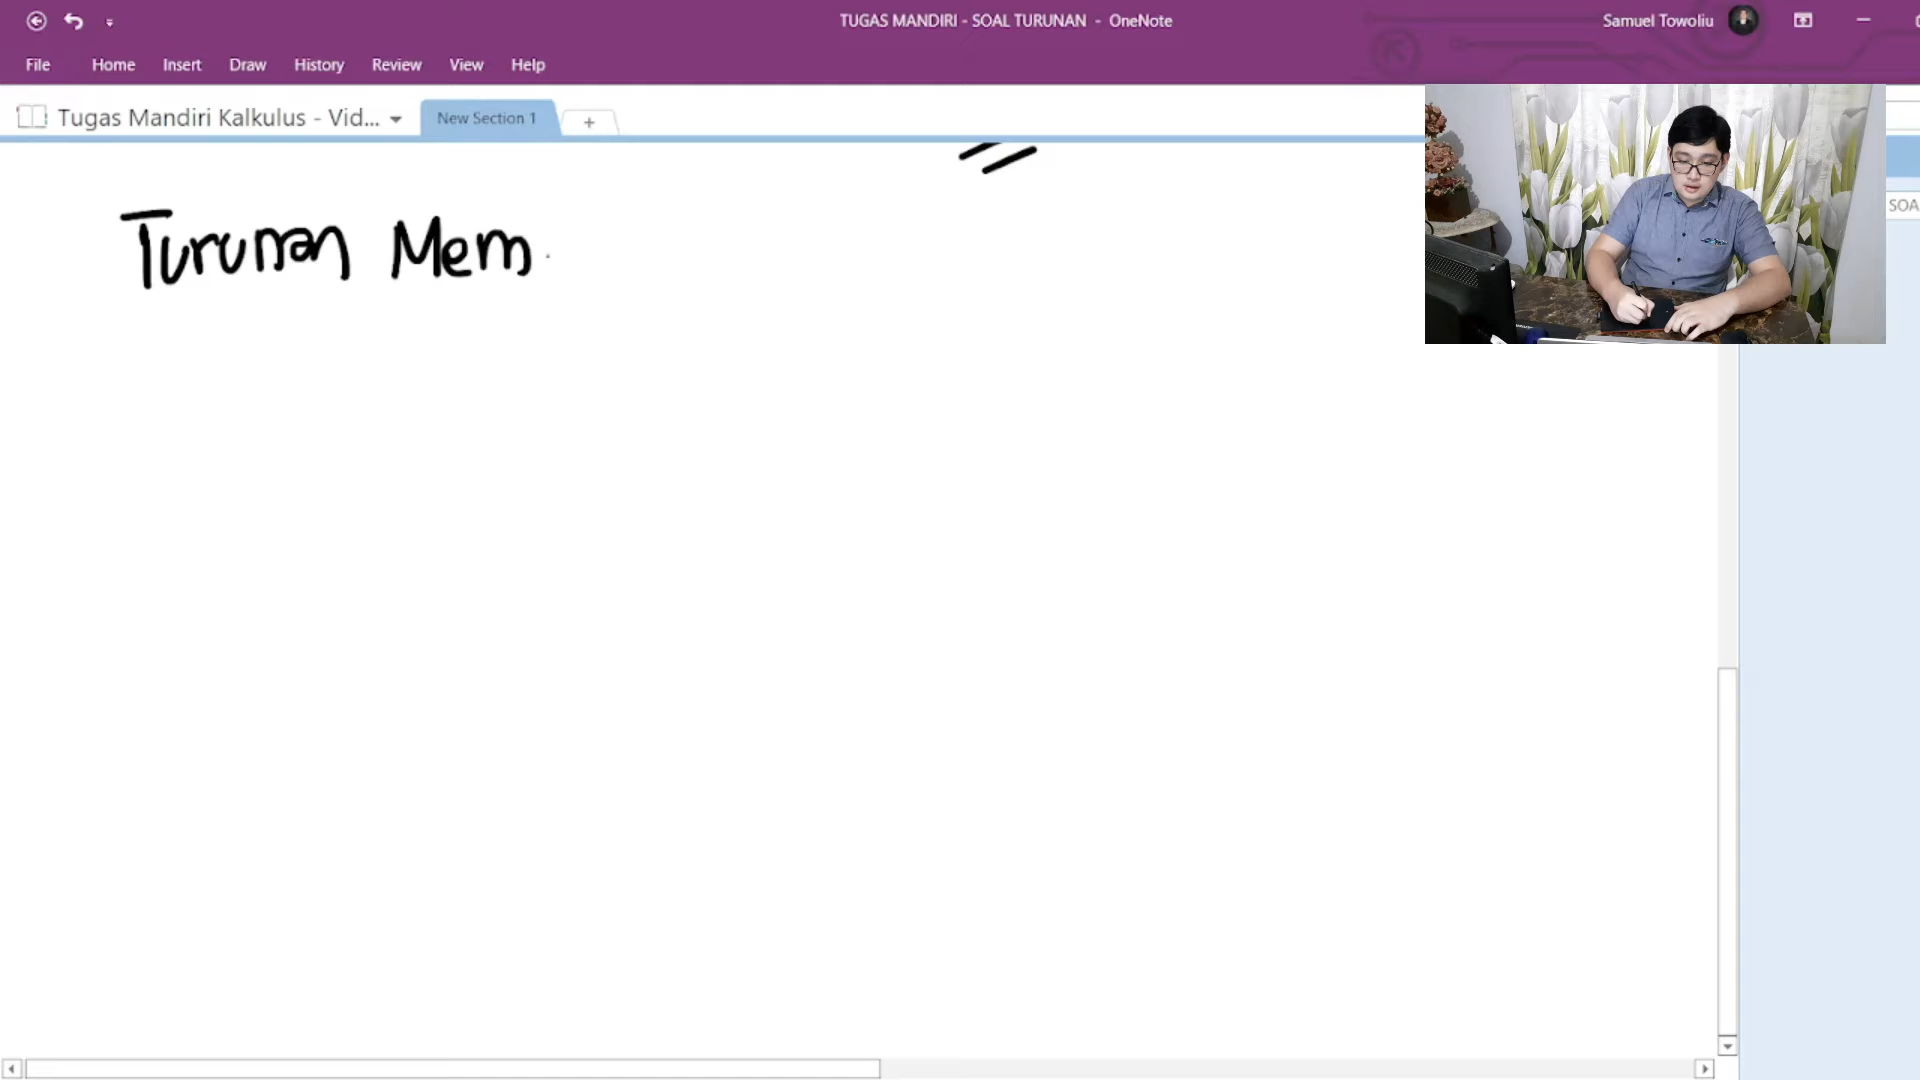 TUGAS MANDIRI - SOAL TURUNAN - OneNote
Samuel Towoliu
File Home Insert Draw History Review View Help
Tugas Mandiri Kalkulus - Vid...
New Section 1
SOA
Turunan Mem